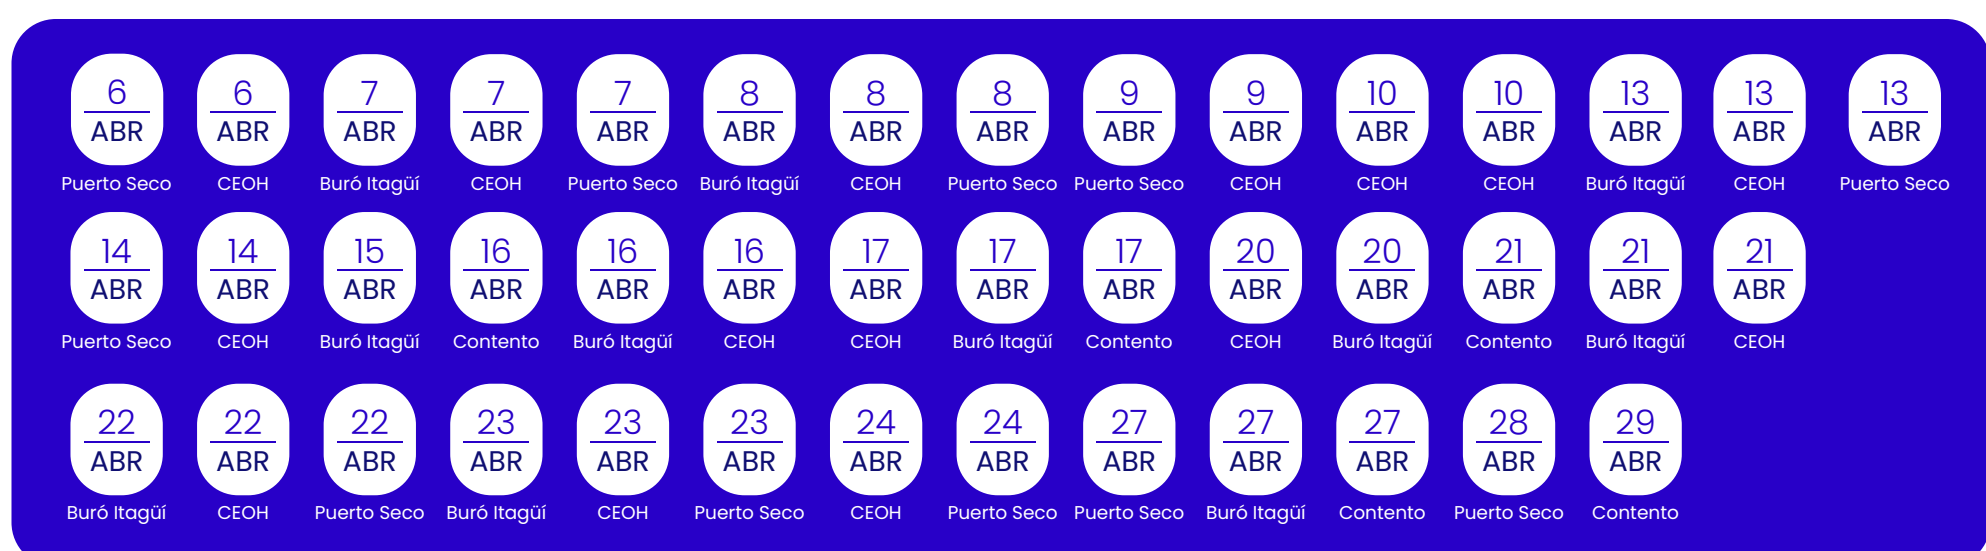 6 6 7 7 7 8 8 8 9 9 10 10 13 13 13
ABR ABR ABR ABR ABR ABR ABR ABR ABR ABR ABR ABR ABR ABR ABR
Puerto Seco CEOH Buró Itagüí CEOH Puerto Seco Buró Itagüí CEOH Puerto Seco Puerto Seco CEOH CEOH CEOH Buró Itagüí CEOH Puerto Seco
14 14 15 16 16 16 17 17 17 20 20 21 21 21
ABR ABR ABR ABR ABR ABR ABR ABR ABR ABR ABR ABR ABR ABR
Puerto Seco CEOH Buró Itagüí Contento Buró Itagüí CEOH CEOH Buró Itagüí Contento CEOH Buró Itagüí Contento Buró Itagüí CEOH
22 22 22 23 23 23 24 24 27 27 27 28 29
ABR ABR ABR ABR ABR ABR ABR ABR ABR ABR ABR ABR ABR
Buró Itagüí CEOH Puerto Seco Buró Itagüí CEOH Puerto Seco CEOH Puerto Seco Puerto Seco Buró Itagüí Contento Puerto Seco Contento